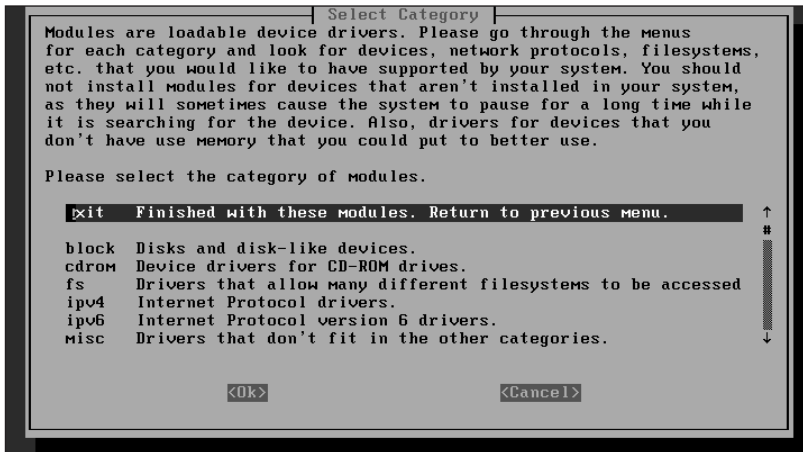 Select Category
Modules are loadable device drivers. Please go through the menus
for each category and look for devices, network protocols, filesystems,
etc. that you would like to have supported by your system. You should
not install modules for devices that aren't installed in your system,
as they will sometimes cause the system to pause for a long time while
it is searching for the device. Also, drivers for devices that you
don't have use memory that you could put to better use.
Please select the category of modules.
exit Finished with these modules. Return to previous menu. ↑
#
block Disks and disk-like devices.
cdrom Device drivers for CD-ROM drives.
fs Drivers that allow many different filesystems to be accessed
ipv4 Internet Protocol drivers.
ipv6 Internet Protocol version 6 drivers.
misc Drivers that don't fit in the other categories. ↓
<Ok> <Cancel>